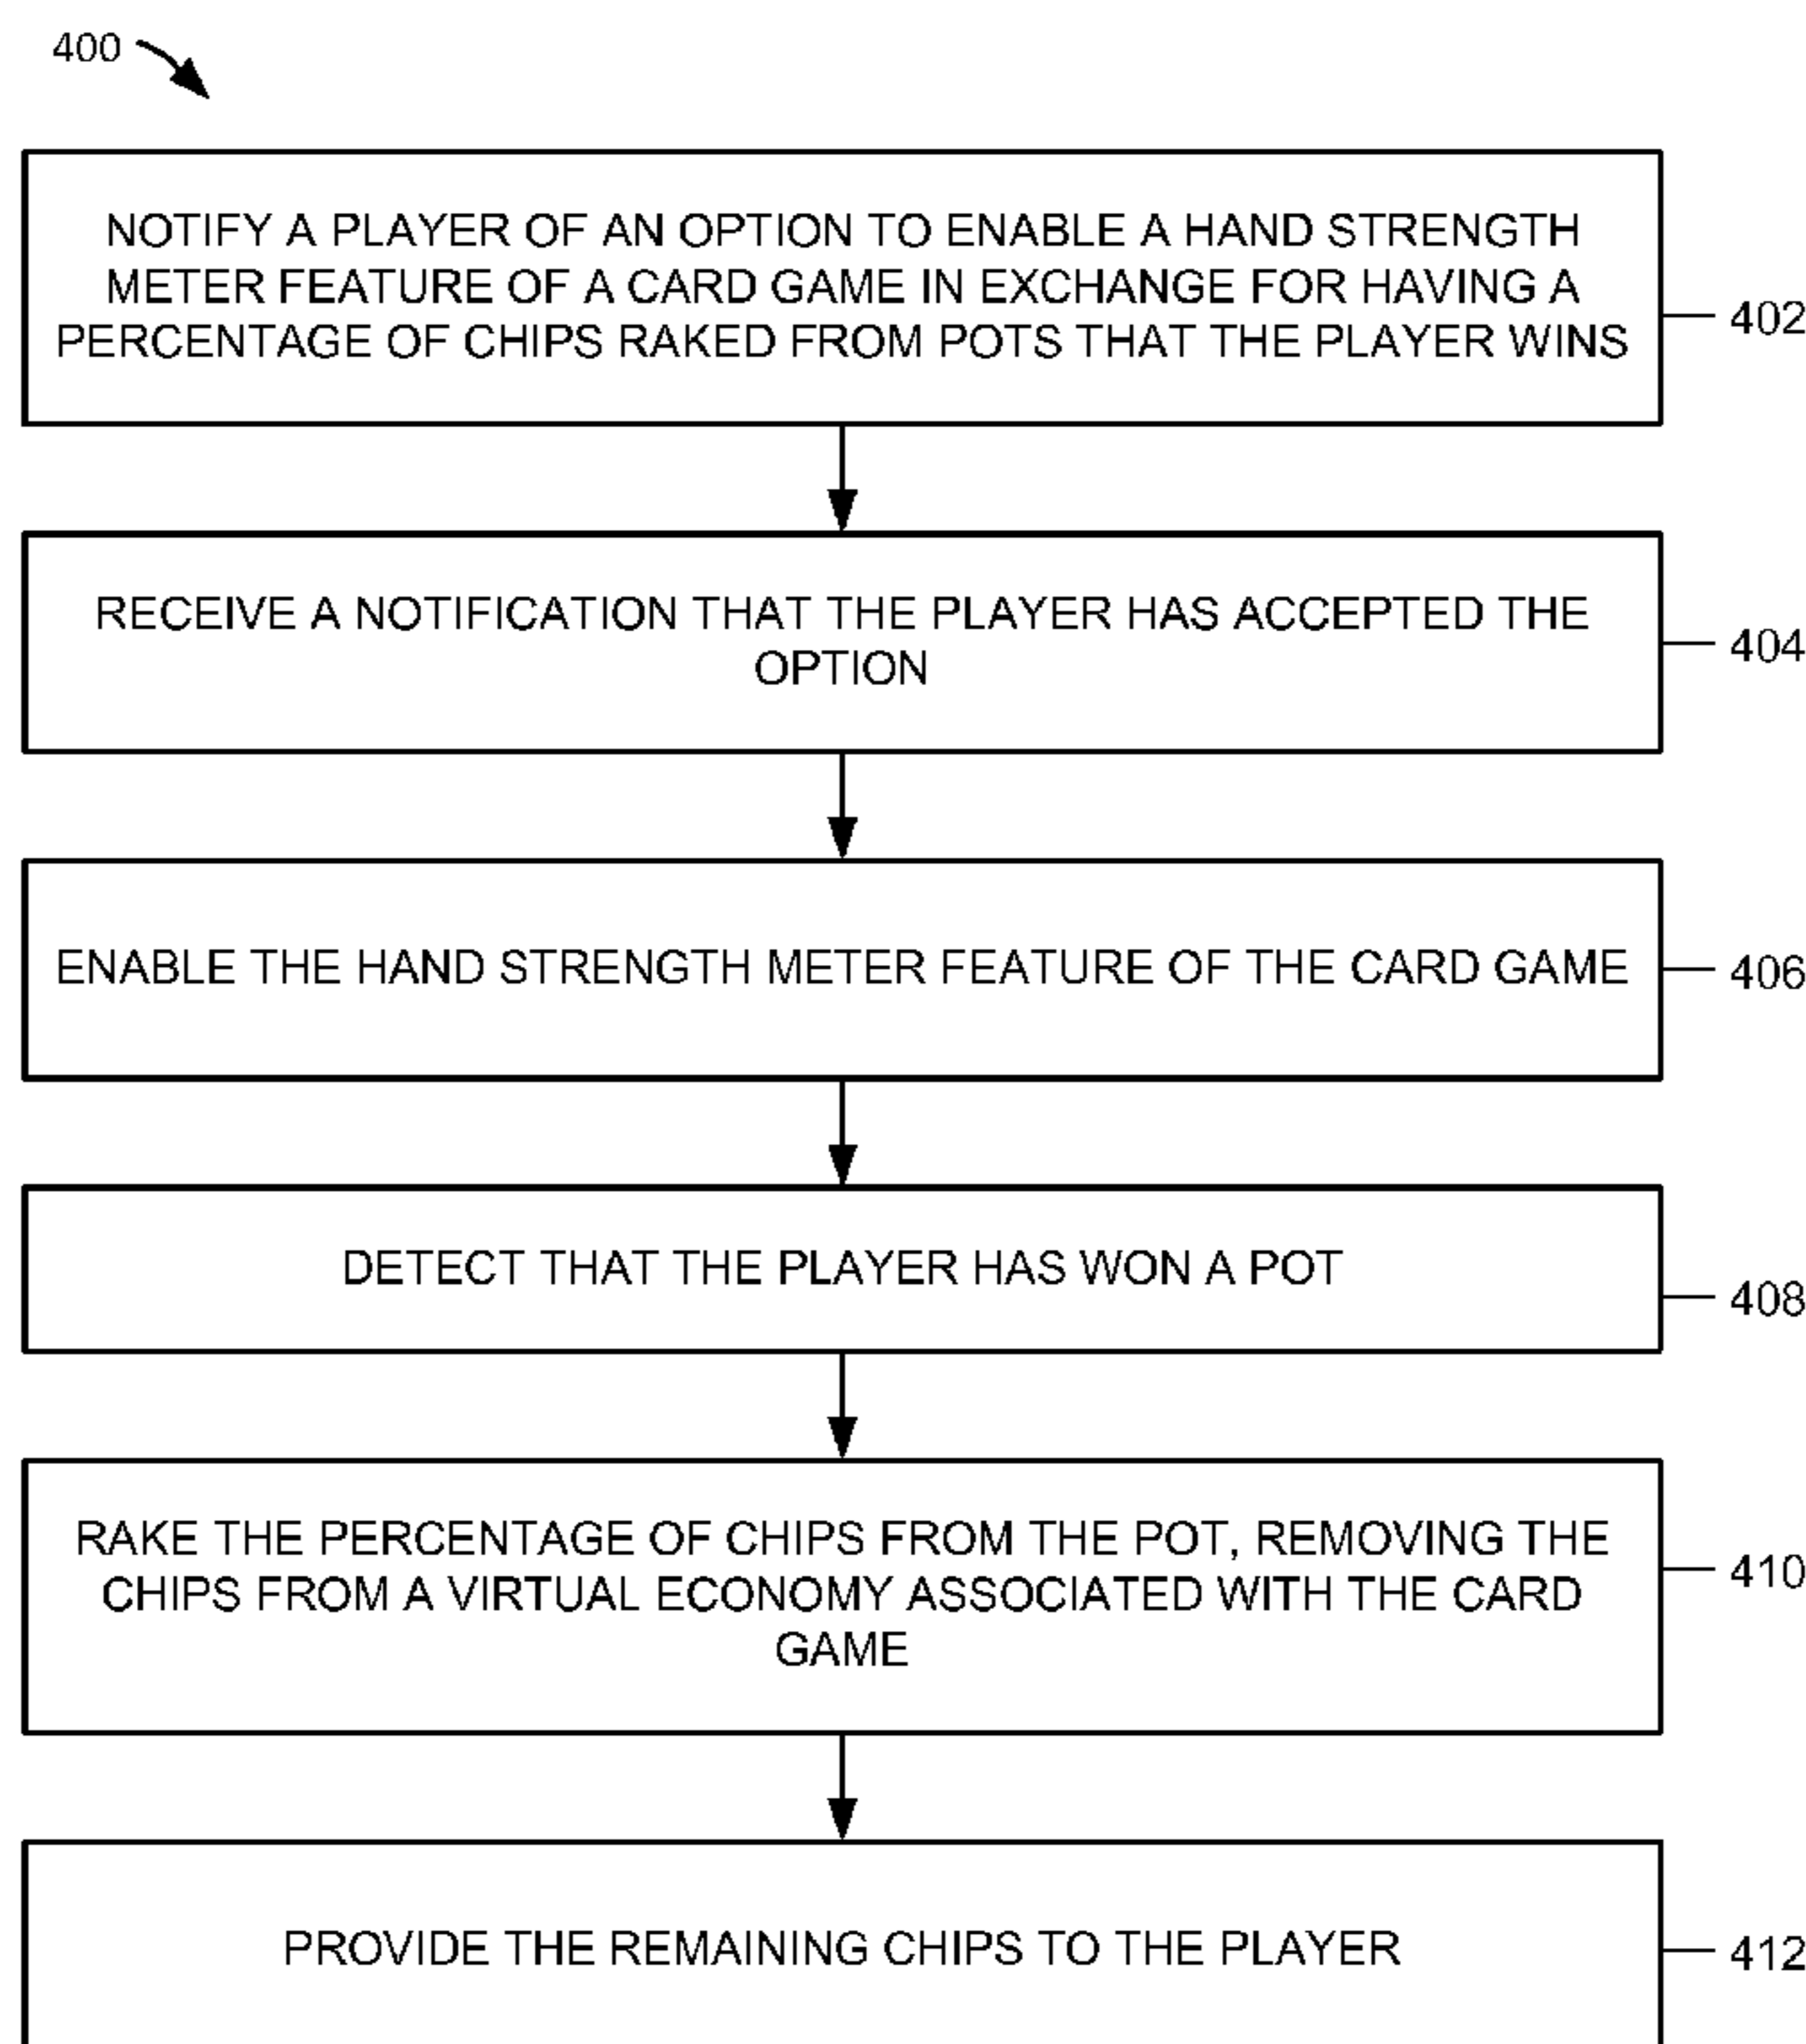 400
NOTIFY A PLAYER OF AN OPTION TO ENABLE A HAND STRENGTH
METER FEATURE OF A CARD GAME IN EXCHANGE FOR HAVING A
PERCENTAGE OF CHIPS RAKED FROM POTS THAT THE PLAYER WINS
402
RECEIVE A NOTIFICATION THAT THE PLAYER HAS ACCEPTED THE
OPTION
404
ENABLE THE HAND STRENGTH METER FEATURE OF THE CARD GAME
406
DETECT THAT THE PLAYER HAS WON A POT
408
RAKE THE PERCENTAGE OF CHIPS FROM THE POT, REMOVING THE
CHIPS FROM A VIRTUAL ECONOMY ASSOCIATED WITH THE CARD
GAME
410
PROVIDE THE REMAINING CHIPS TO THE PLAYER
412